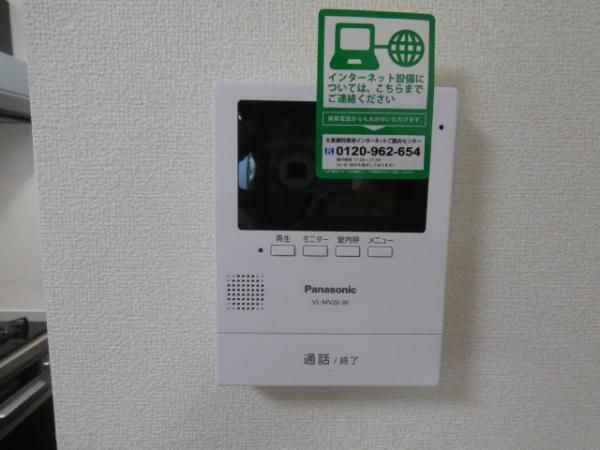 インターネット設備に
ついては、こちらまで
ご連絡ください
携帯電話からもおかけいただけます
0120-962-654
再生 モニター 室内呼 メニュー
Panasonic
VL-MV26-W
通話 / 終了